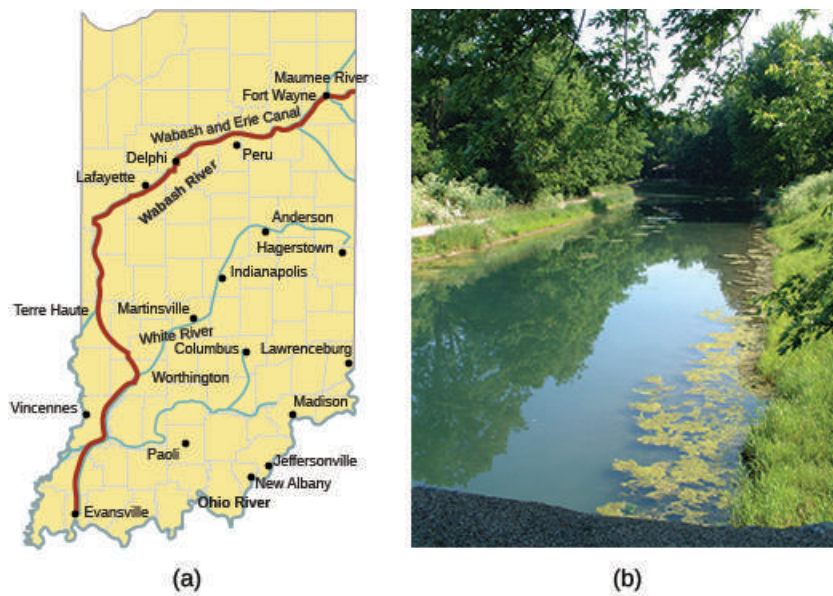 Maumee River
Fort Wayne
Wabash and Erie Canal
Delphi
Peru
Lafayette
Wabash River
Anderson
Hagerstown
Indianapolis
Terre Haute
Martinsville
White River
Columbus
Lawrenceburg
Worthington
Vincennes
Madison
Paoli
Jeffersonville
New Albany
Ohio River
Evansville
(a)
(b)